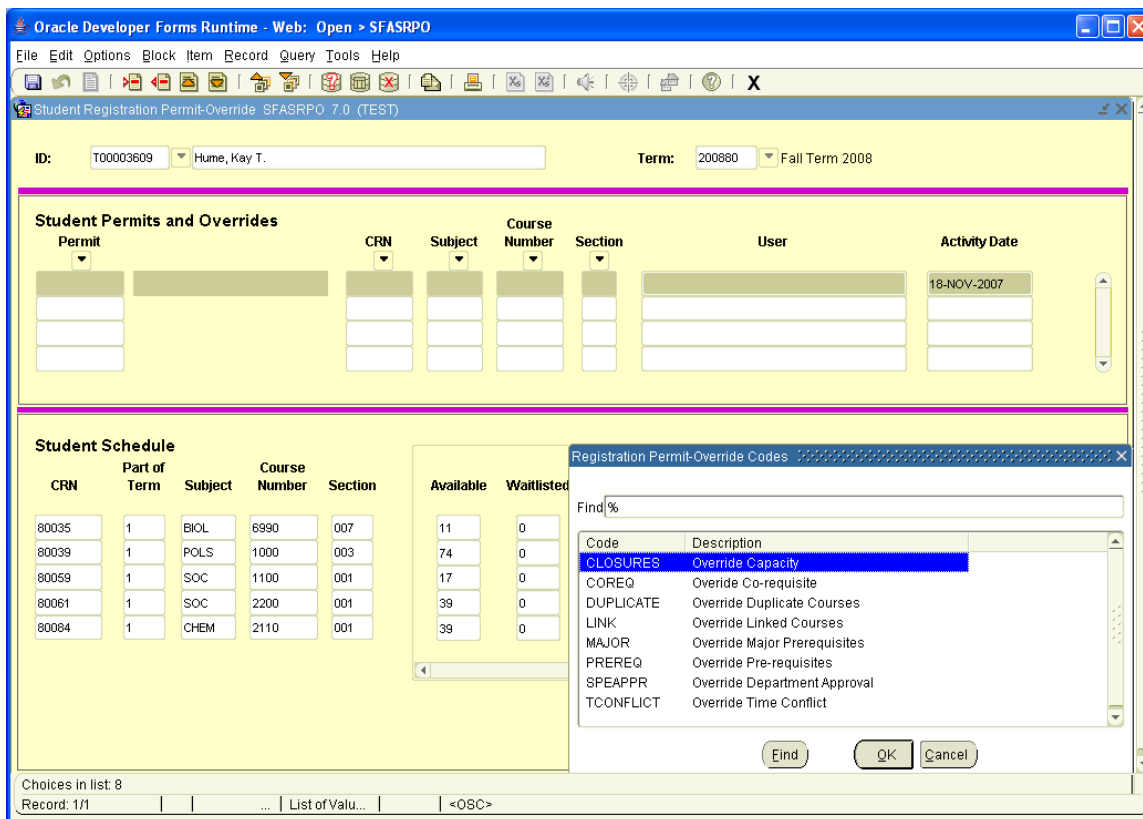 Oracle Developer Forms Runtime - Web: Open > SFASRPO
File Edit Options Block Item Record Query Tools Help
Student Registration Permit-Override SFASRPO 7.0 (TEST)
ID: T00003609 Hume, Kay T. Term: 200880 Fall Term 2008
Student Permits and Overrides
Permit CRN Subject Course Number Section User Activity Date
18-NOV-2007
Student Schedule
CRN Part of Term Subject Course Number Section Available Waitlisted
80035 1 BIOL 6990 007 11 0
80039 1 POLS 1000 003 74 0
80059 1 SOC 1100 001 17 0
80061 1 SOC 2200 001 39 0
80084 1 CHEM 2110 001 39 0
Registration Permit-Override Codes
Find %
Code Description
CLOSURES Override Capacity
COREQ Overide Co-requisite
DUPLICATE Override Duplicate Courses
LINK Override Linked Courses
MAJOR Override Major Prerequisites
PREREQ Override Pre-requisites
SPEAPPR Override Department Approval
TCONFLICT Override Time Conflict
Find OK Cancel
Choices in list: 8
Record: 1/1 ... List of Valu... <OSC>